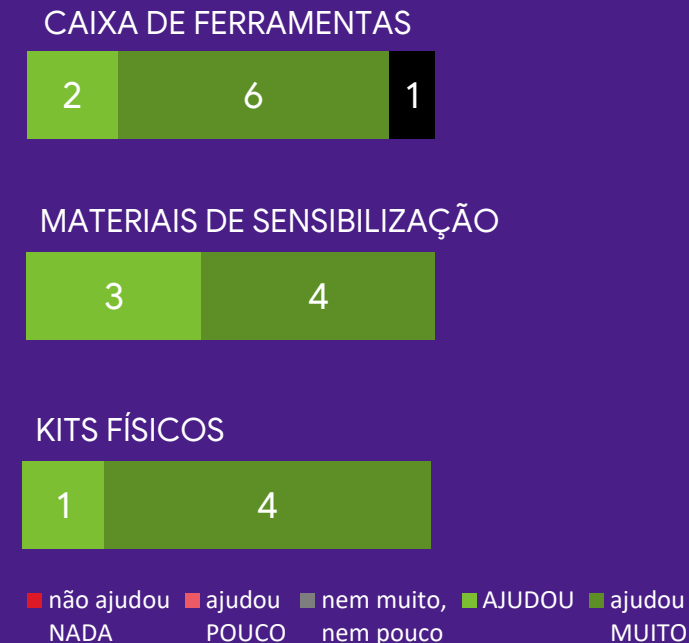 CAIXA DE FERRAMENTAS
2 6 1
MATERIAIS DE SENSIBILIZAÇÃO
3 4
KITS FÍSICOS
1 4
não ajudou ajudou nem muito, AJUDOU ajudou
NADA POUCO nem pouco MUITO